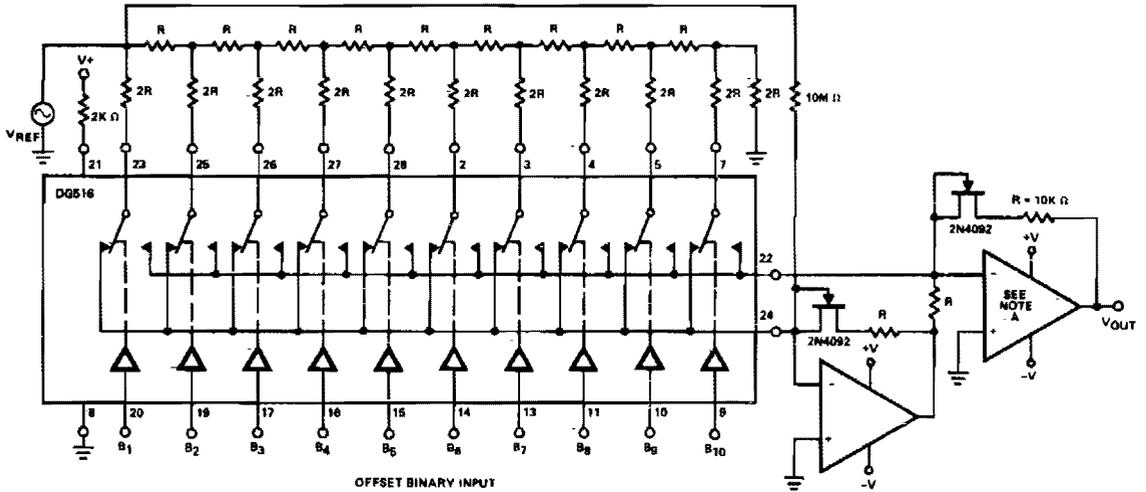 R R R R R R R R R
V+
2R 2R 2R 2R 2R 2R 2R 2R 2R 2R 2R
10M Ω
2K Ω
VREF
21 23 25 26 27 28 2 3 4 5 7
DG516
R = 10K Ω
2N4092
+V
22
SEE
NOTE
A
-
+
R
VOUT
-V
24
2N4092
R
+V
-
+
-V
8 20 19 17 16 15 14 13 11 10 9
B1 B2 B3 B4 B5 B6 B7 B8 B9 B10
OFFSET BINARY INPUT